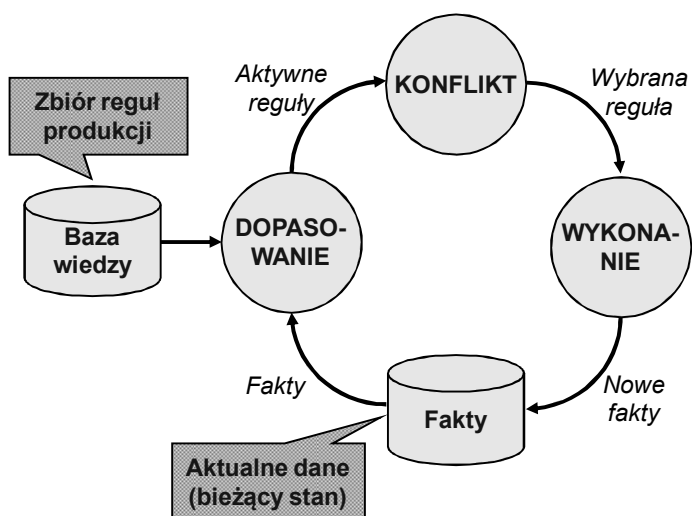 Zbiór reguł
produkcji
Baza
wiedzy
DOPASO-
WANIE
Aktywne
reguły
KONFLIKT
Wybrana
reguła
WYKONA-
NIE
Nowe
fakty
Fakty
Fakty
Aktualne dane
(bieżący stan)